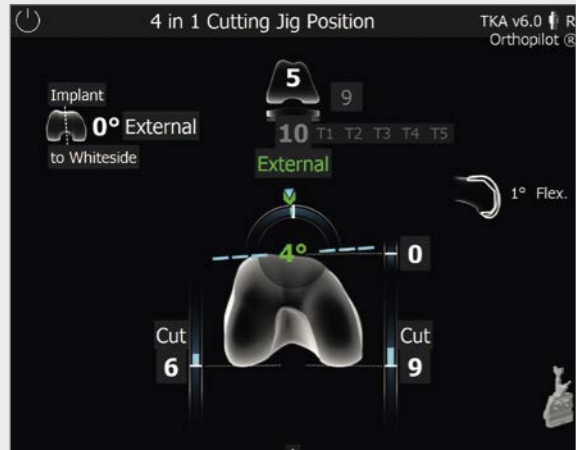 4 in 1 Cutting Jig Position
TKA v6.0 R
Orthopilot ®
5
9
Implant
0° External
to Whiteside
10 T1 T2 T3 T4 T5
External
1° Flex.
4°
0
Cut
6
Cut
9